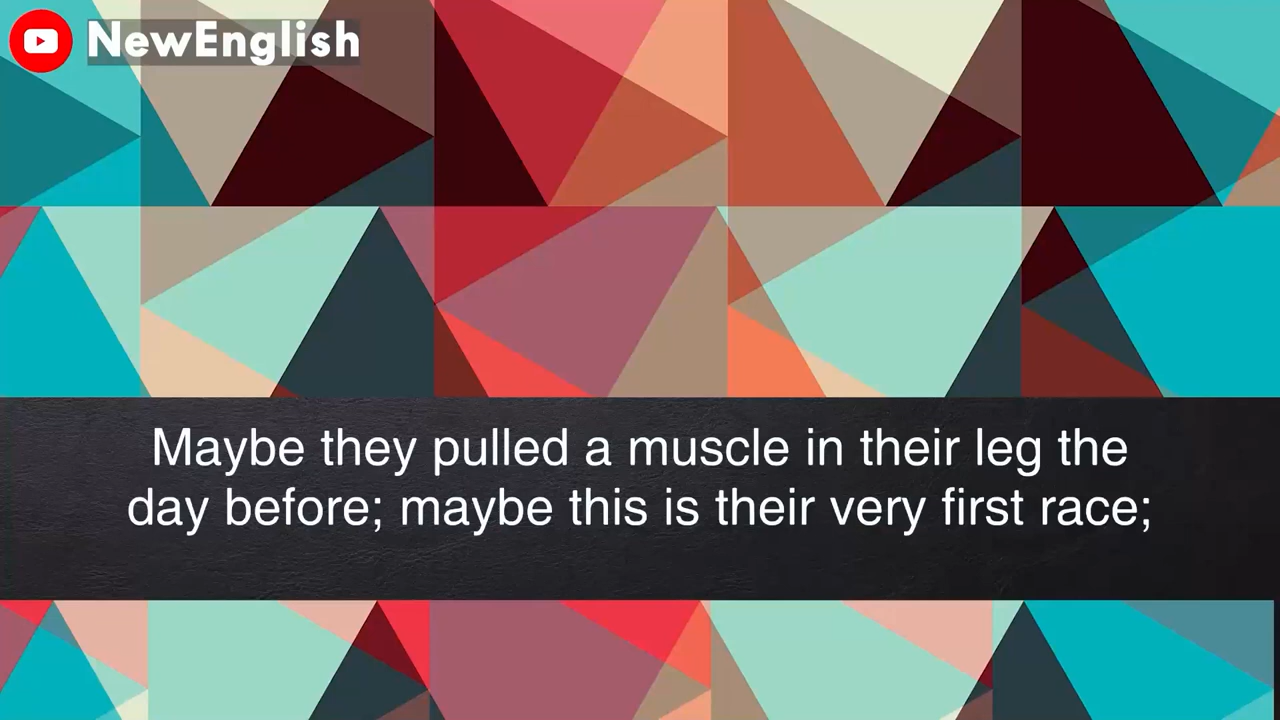 NewEnglish
Maybe they pulled a muscle in their leg the
day before; maybe this is their very first race;